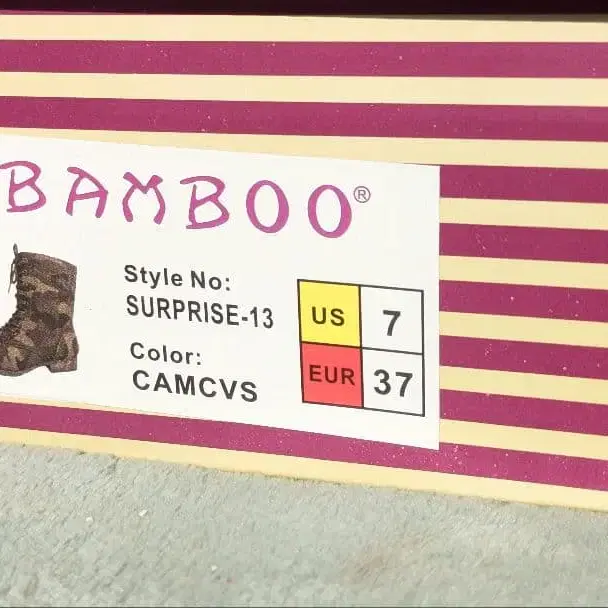 BAMBOO®
Style No:
SURPRISE-13
Color:
CAMCVS
US 7
EUR 37